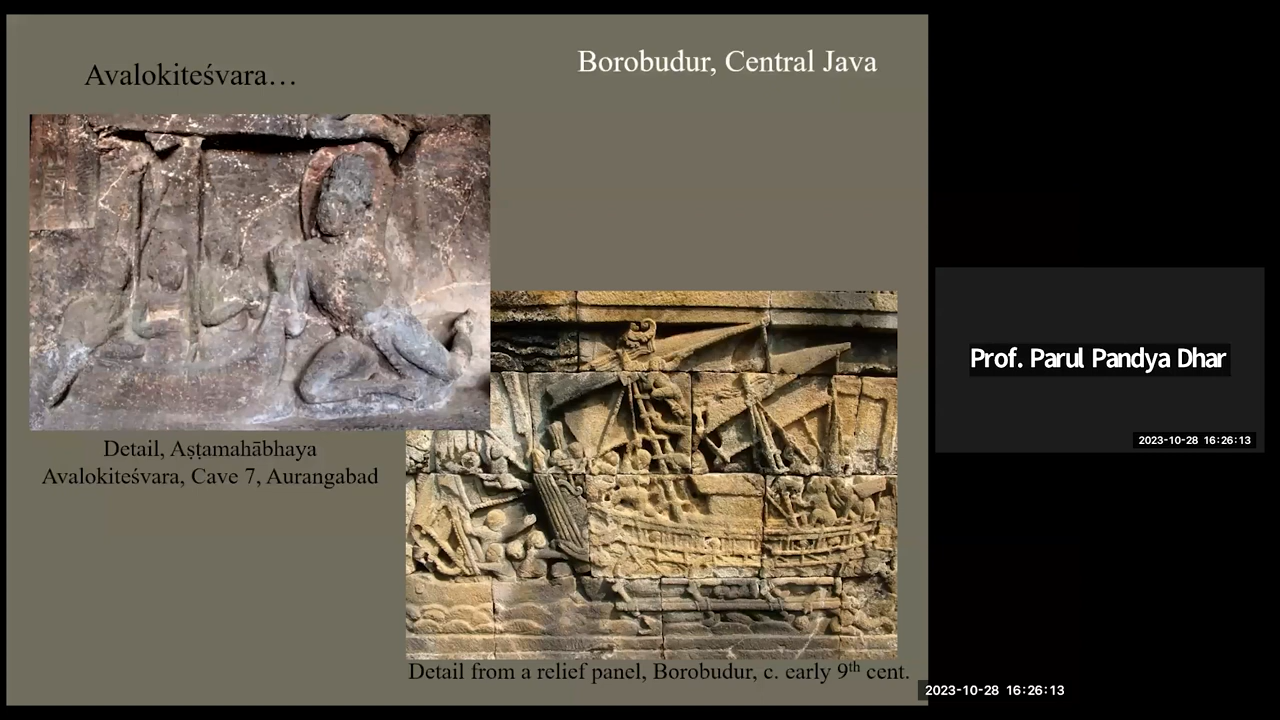 Avalokiteśvara…
Borobudur, Central Java
Detail, Aṣṭamahābhaya
Avalokiteśvara, Cave 7, Aurangabad
Detail from a relief panel, Borobudur, c. early 9th cent.
Prof. Parul Pandya Dhar
2023-10-28 16:26:13
2023-10-28 16:26:13